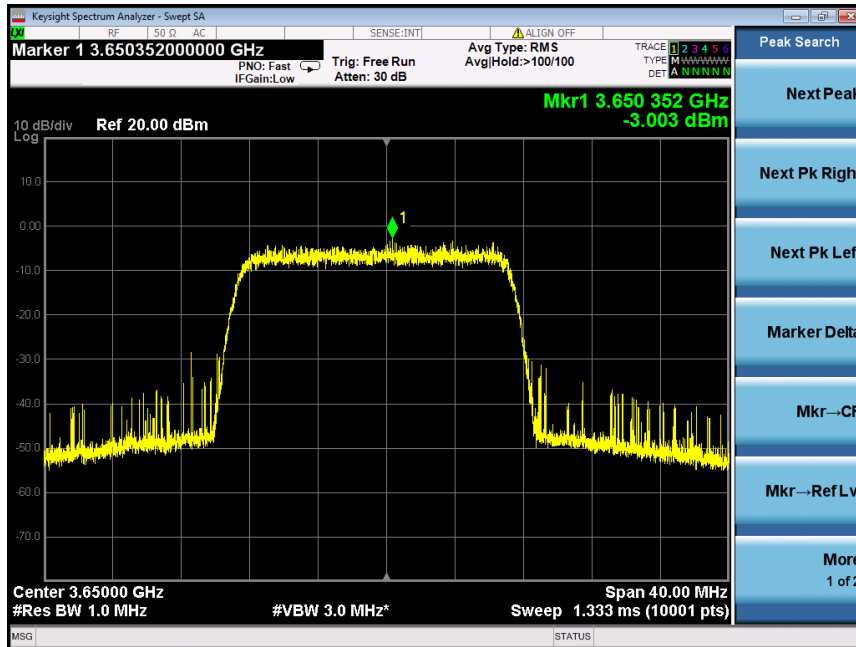 Keysight Spectrum Analyzer - Swept SA
LXI RF 50 Ω AC SENSE:INT ALIGN OFF
Marker 1 3.650352000000 GHz
PNO: Fast
IFGain:Low
Trig: Free Run
Atten: 30 dB
Avg Type: RMS
Avg|Hold:>100/100
TRACE 1 2 3 4 5 6
TYPE M WWWWW
DET A N N N N N
Peak Search
Mkr1 3.650 352 GHz
-3.003 dBm
10 dB/div Ref 20.00 dBm
Log
10.0
0.00
-10.0
-20.0
-30.0
-40.0
-50.0
-60.0
-70.0
1
Next Peak
Next Pk Righ
Next Pk Lef
Marker Delta
Mkr→CF
Mkr→Ref Lv
More
1 of 2
Center 3.65000 GHz Span 40.00 MHz
#Res BW 1.0 MHz #VBW 3.0 MHz* Sweep 1.333 ms (10001 pts)
MSG STATUS